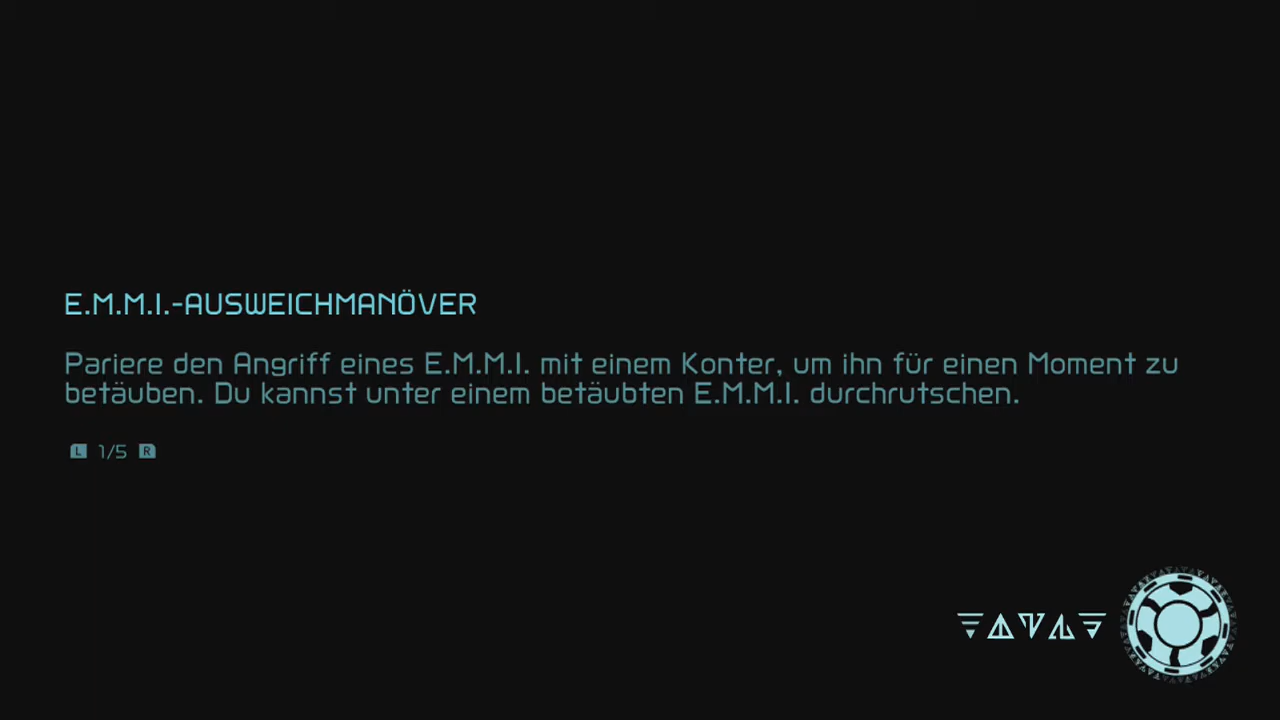 E.M.M.I.-AUSWEICHMANÖVER
Pariere den Angriff eines E.M.M.I. mit einem Konter, um ihn für einen Moment zu
betäuben. Du kannst unter einem betäubten E.M.M.I. durchrutschen.
L 1/5 R